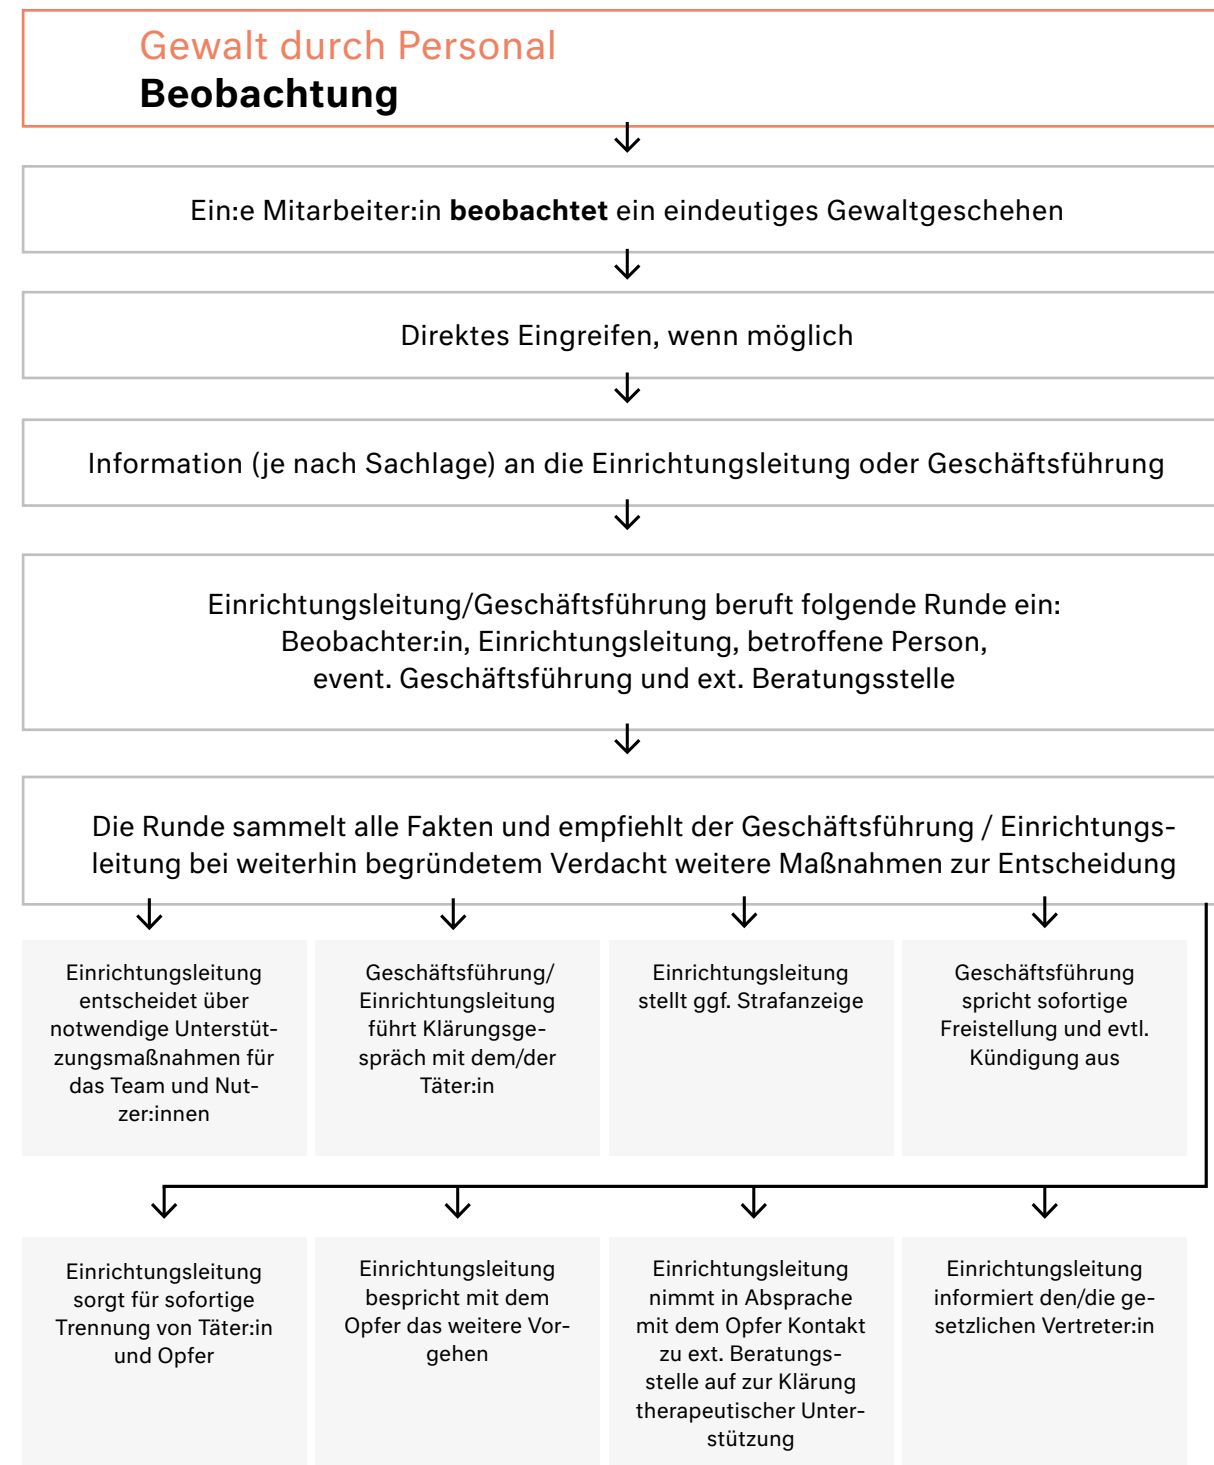 Gewalt durch Personal
Beobachtung
Ein:e Mitarbeiter:in beobachtet ein eindeutiges Gewaltgeschehen
Direktes Eingreifen, wenn möglich
Information (je nach Sachlage) an die Einrichtungsleitung oder Geschäftsführung
Einrichtungsleitung/Geschäftsführung beruft folgende Runde ein:
Beobachter:in, Einrichtungsleitung, betroffene Person,
event. Geschäftsführung und ext. Beratungsstelle
Die Runde sammelt alle Fakten und empfiehlt der Geschäftsführung / Einrichtungs-
leitung bei weiterhin begründetem Verdacht weitere Maßnahmen zur Entscheidung
Einrichtungsleitung
entscheidet über
notwendige Unterstüt-
zungsmaßnahmen für
das Team und Nut-
zer:innen
Geschäftsführung/
Einrichtungsleitung
führt Klärungsge-
spräch mit dem/der
Täter:in
Einrichtungsleitung
stellt ggf. Strafanzeige
Geschäftsführung
spricht sofortige
Freistellung und evtl.
Kündigung aus
Einrichtungsleitung
sorgt für sofortige
Trennung von Täter:in
und Opfer
Einrichtungsleitung
bespricht mit dem
Opfer das weitere Vor-
gehen
Einrichtungsleitung
nimmt in Absprache
mit dem Opfer Kontakt
zu ext. Beratungs-
stelle auf zur Klärung
therapeutischer Unter-
stützung
Einrichtungsleitung
informiert den/die ge-
setzlichen Vertreter:in